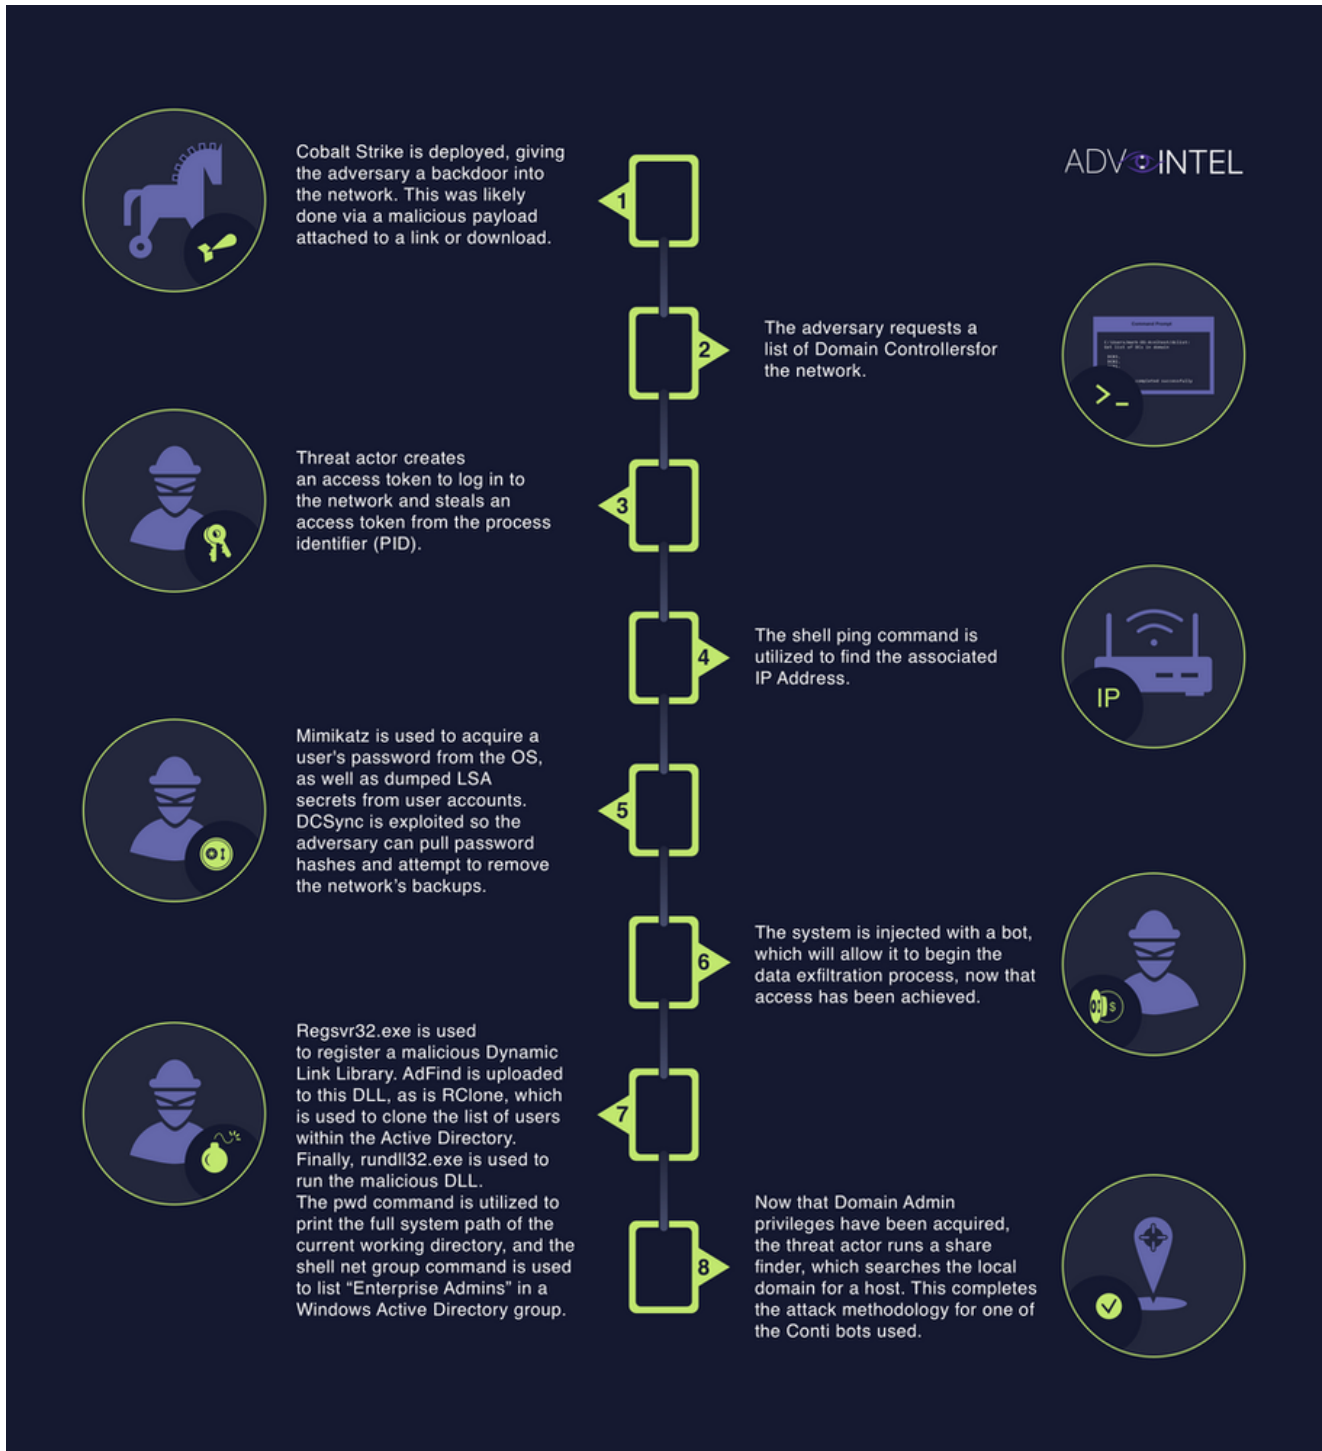 Cobalt Strike is deployed, giving
the adversary a backdoor into
the network. This was likely
done via a malicious payload
attached to a link or download.
1
ADVINTEL
2
The adversary requests a
list of Domain Controllersfor
the network.
Command Prompt
>_
Threat actor creates
an access token to log in to
the network and steals an
access token from the process
identifier (PID).
3
4
The shell ping command is
utilized to find the associated
IP Address.
IP
Mimikatz is used to acquire a
user's password from the OS,
as well as dumped LSA
secrets from user accounts.
DCSync is exploited so the
adversary can pull password
hashes and attempt to remove
the network’s backups.
5
6
The system is injected with a bot,
which will allow it to begin the
data exfiltration process, now that
access has been achieved.
$
Regsvr32.exe is used
to register a malicious Dynamic
Link Library. AdFind is uploaded
to this DLL, as is RClone, which
is used to clone the list of users
within the Active Directory.
Finally, rundll32.exe is used to
run the malicious DLL.
The pwd command is utilized to
print the full system path of the
current working directory, and the
shell net group command is used
to list “Enterprise Admins” in a
Windows Active Directory group.
7
8
Now that Domain Admin
privileges have been acquired,
the threat actor runs a share
finder, which searches the local
domain for a host. This completes
the attack methodology for one of
the Conti bots used.